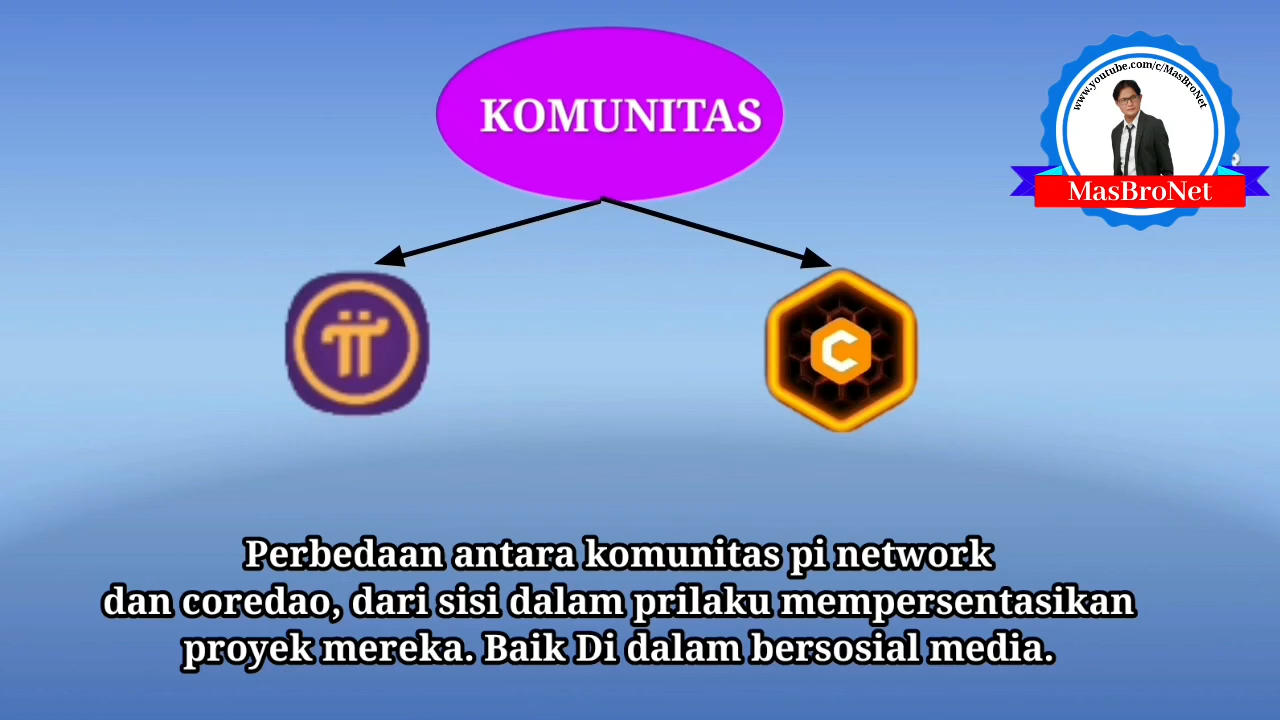 KOMUNITAS
www.youtube.com/c/MasBroNet
MasBroNet
C
Perbedaan antara komunitas pi network
dan coredao, dari sisi dalam prilaku mempersentasikan
proyek mereka. Baik Di dalam bersosial media.